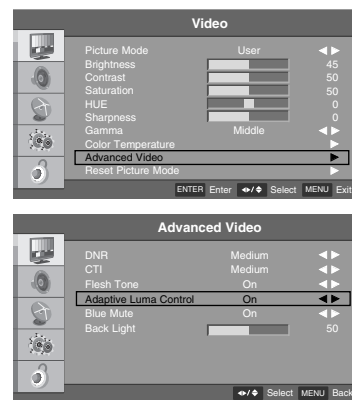 Video
Picture Mode User
Brightness 45
Contrast 50
Saturation 50
HUE 0
Sharpness 0
Gamma Middle
Color Temperature
Advanced Video
Reset Picture Mode
ENTER Enter Select MENU Exit
Advanced Video
DNR Medium
CTI Medium
Flesh Tone On
Adaptive Luma Control On
Blue Mute On
Back Light 50
Select MENU Back